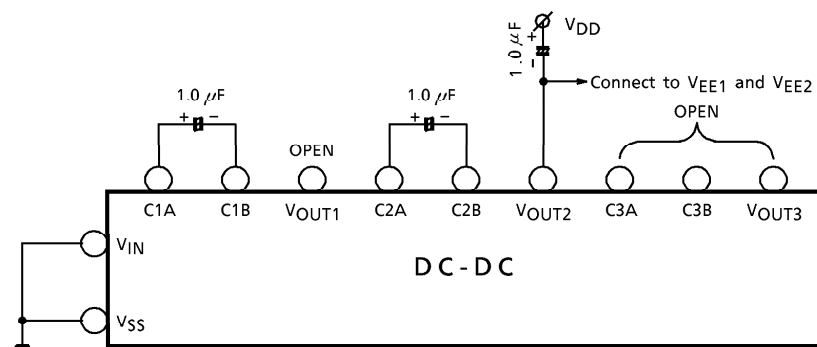 VDD
1.0 μF
+
-
Connect to VEE1 and VEE2
1.0 μF
+ -
1.0 μF
+ -
OPEN
OPEN
C1A C1B VOUT1 C2A C2B VOUT2 C3A C3B VOUT3
VIN
DC-DC
VSS